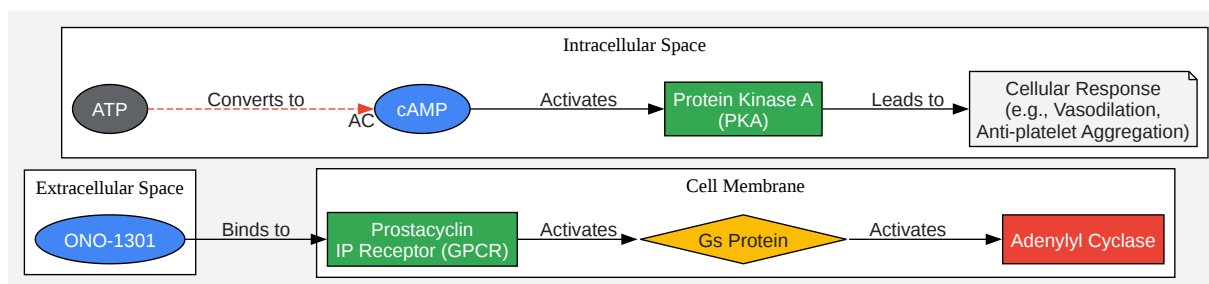 Intracellular Space
ATP
Converts to
AC
cAMP
Activates
Protein Kinase A
(PKA)
Leads to
Cellular Response
(e.g., Vasodilation,
Anti-platelet Aggregation)
Extracellular Space
ONO-1301
Binds to
Cell Membrane
Prostacyclin
IP Receptor (GPCR)
Activates
Gs Protein
Activates
Adenylyl Cyclase